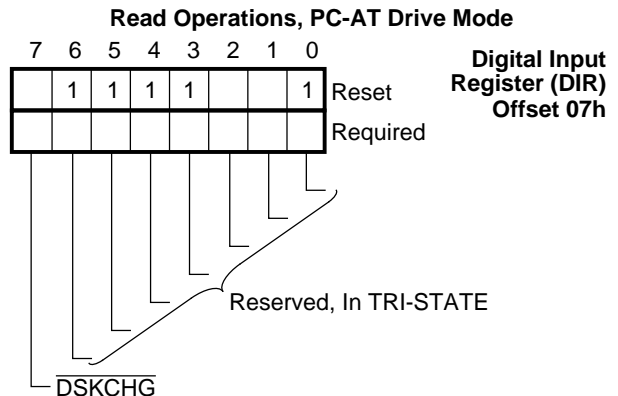 Read Operations, PC-AT Drive Mode
7 6 5 4 3 2 1 0
Digital Input
Register (DIR)
Offset 07h
1 1 1 1 1 Reset
Required
Reserved, In TRI-STATE
DSKCHG